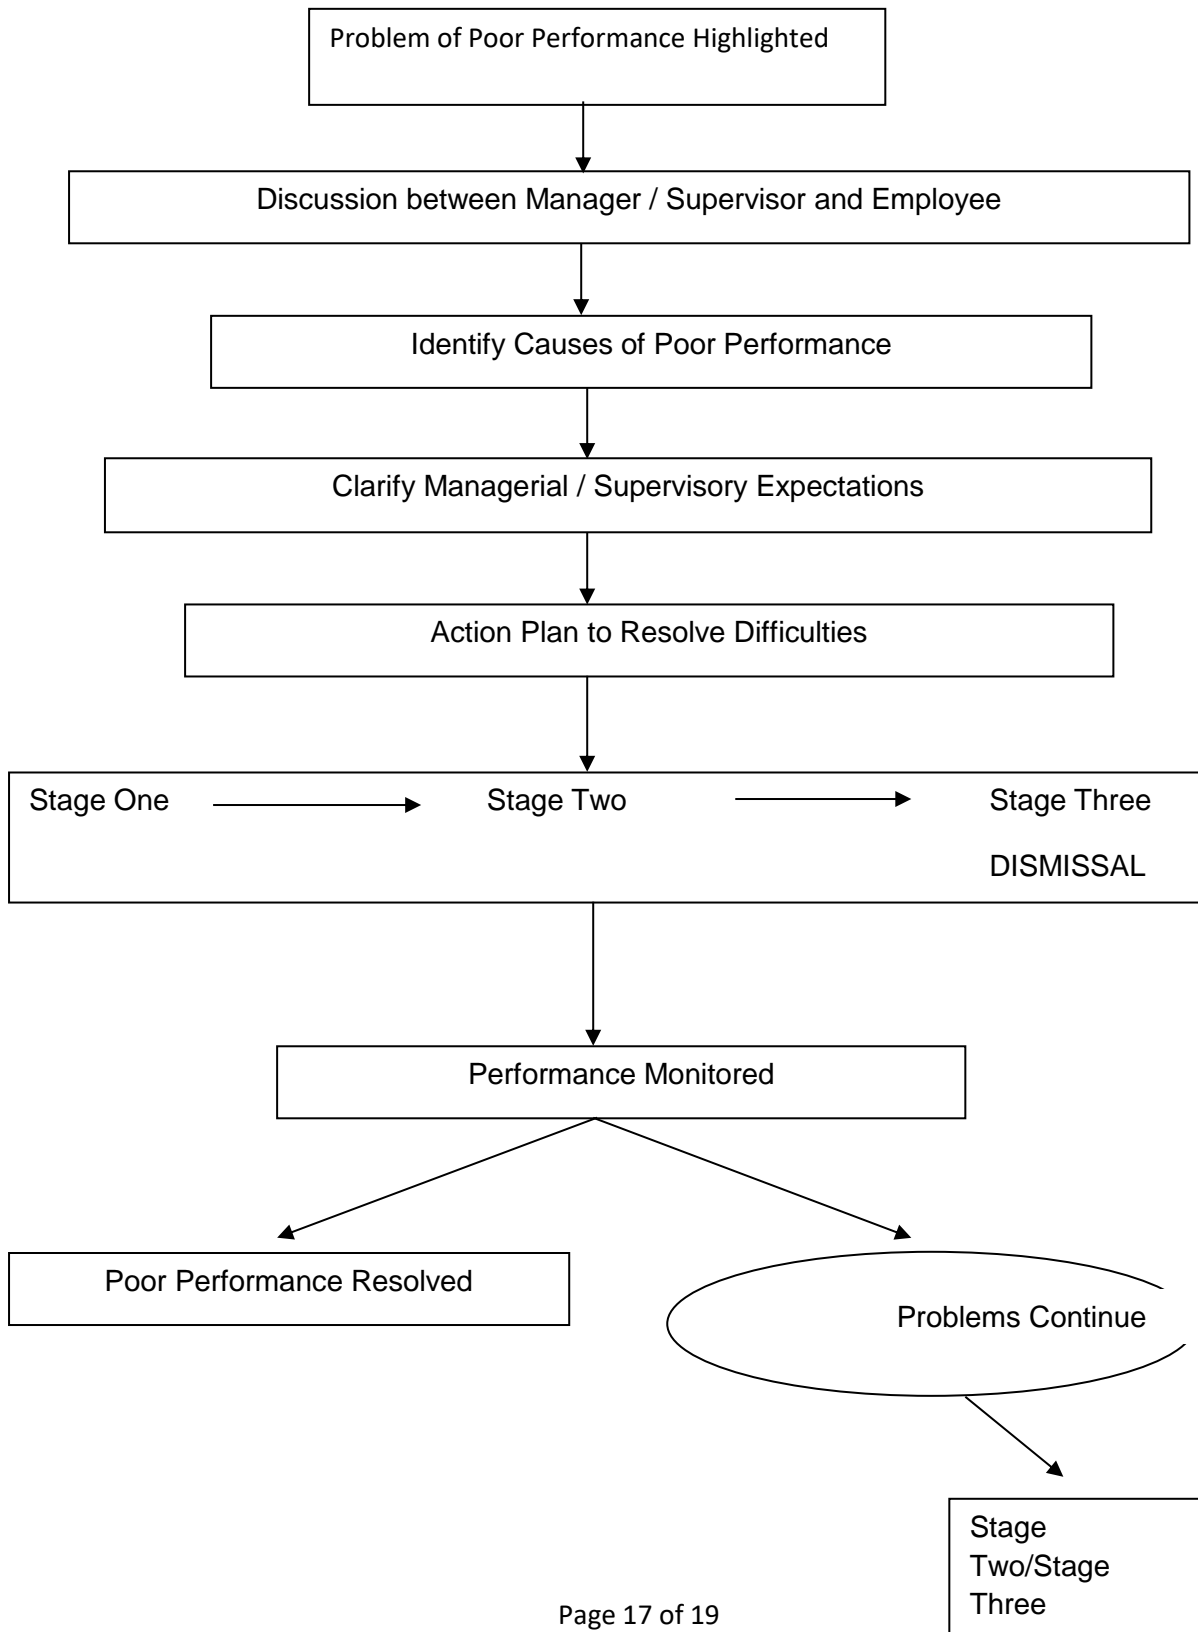 Problem of Poor Performance Highlighted
Discussion between Manager / Supervisor and Employee
Identify Causes of Poor Performance
Clarify Managerial / Supervisory Expectations
Action Plan to Resolve Difficulties
Stage One Stage Two Stage Three
DISMISSAL
Performance Monitored
Poor Performance Resolved
Problems Continue
Stage
Two/Stage
Three
Page 17 of 19